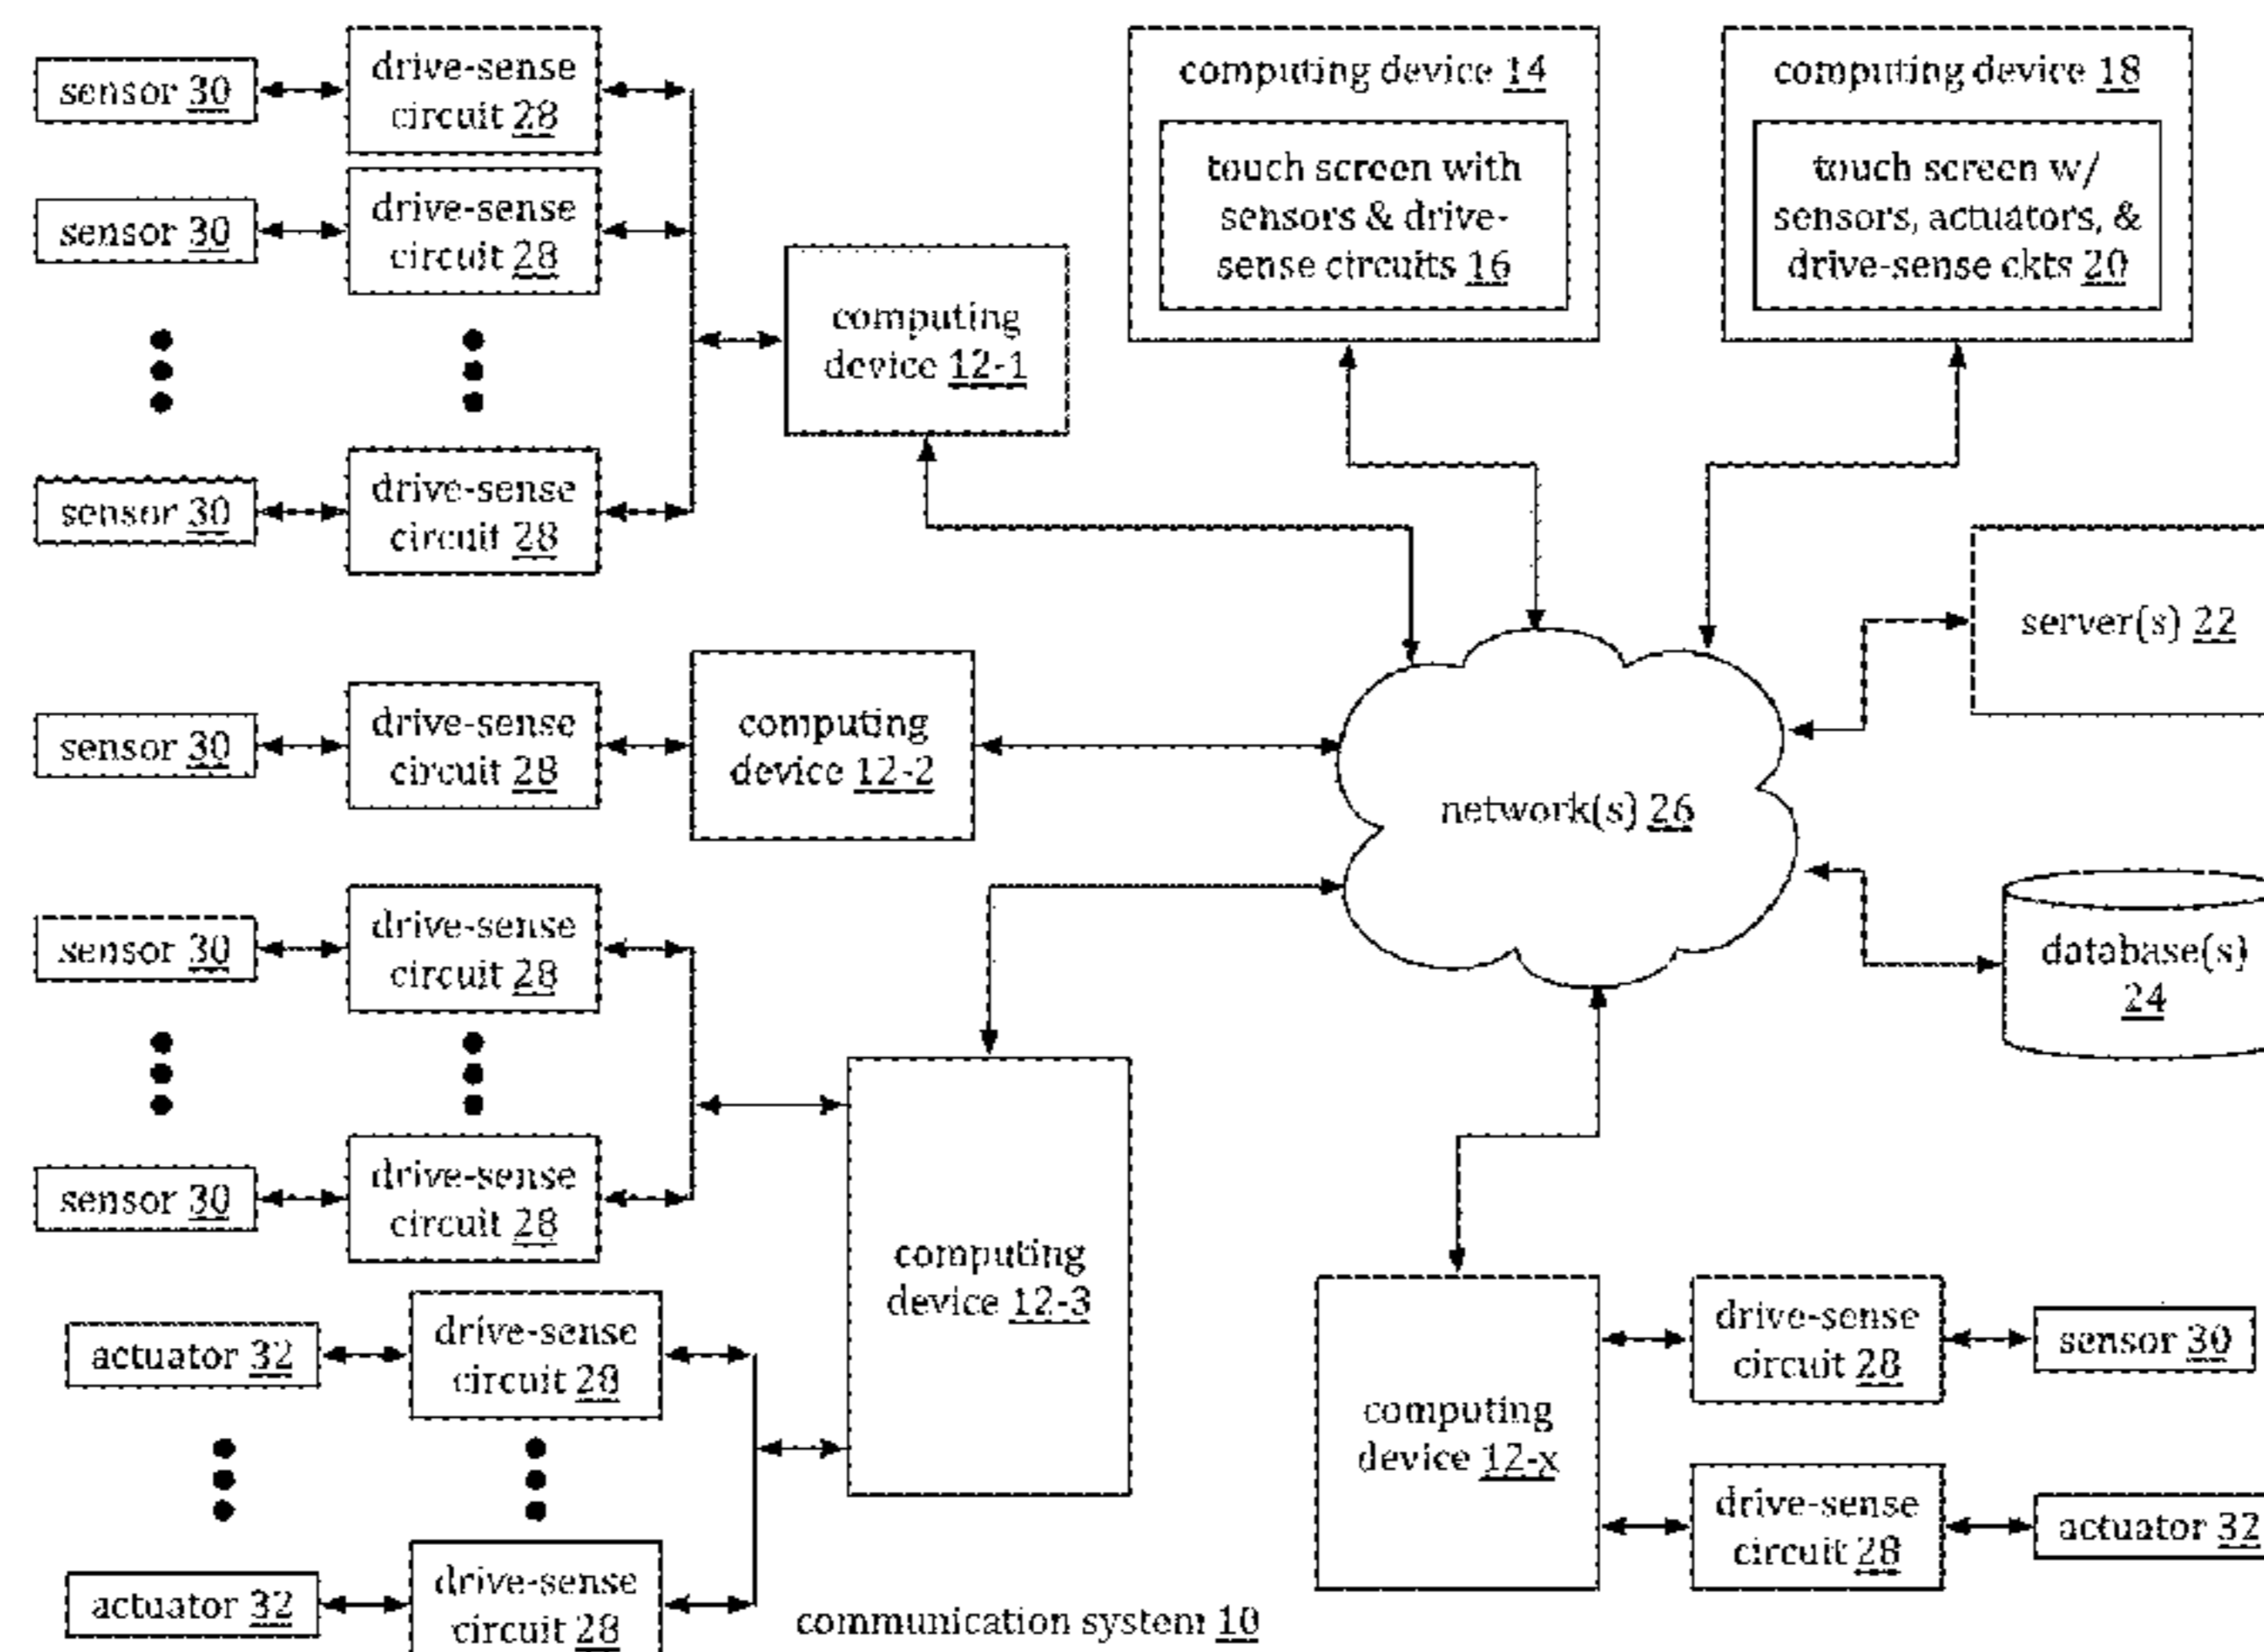 sensor 30
drive-sense
circuit 28
sensor 30
drive-sense
circuit 28
sensor 30
drive-sense
circuit 28
computing
device 12-1
computing device 14
touch screen with
sensors & drive-
sense circuits 16
computing device 18
touch screen w/
sensors, actuators, &
drive-sense ckts 20
server(s) 22
sensor 30
drive-sense
circuit 28
computing
device 12-2
network(s) 26
database(s)
24
sensor 30
drive-sense
circuit 28
sensor 30
drive-sense
circuit 28
computing
device 12-3
actuator 32
drive-sense
circuit 28
actuator 32
drive-sense
circuit 28
computing
device 12-x
drive-sense
circuit 28
sensor 30
drive-sense
circuit 28
actuator 32
communication system 10